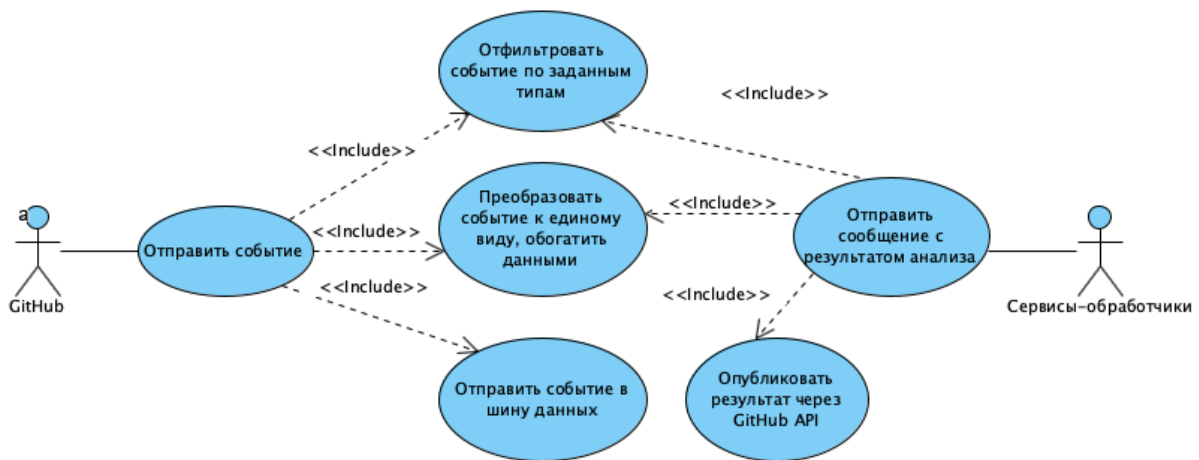 Отфильтровать
событие по заданным
типам
<<Include>>
<<Include>>
Преобразовать
событие к единому
виду, обогатить
данными
<<Include>>
<<Include>>
a
GitHub
Отправить событие
Отправить
сообщение с
результатом анализа
Сервисы-обработчики
<<Include>>
<<Include>>
Отправить событие в
шину данных
Опубликовать
результат через
GitHub API